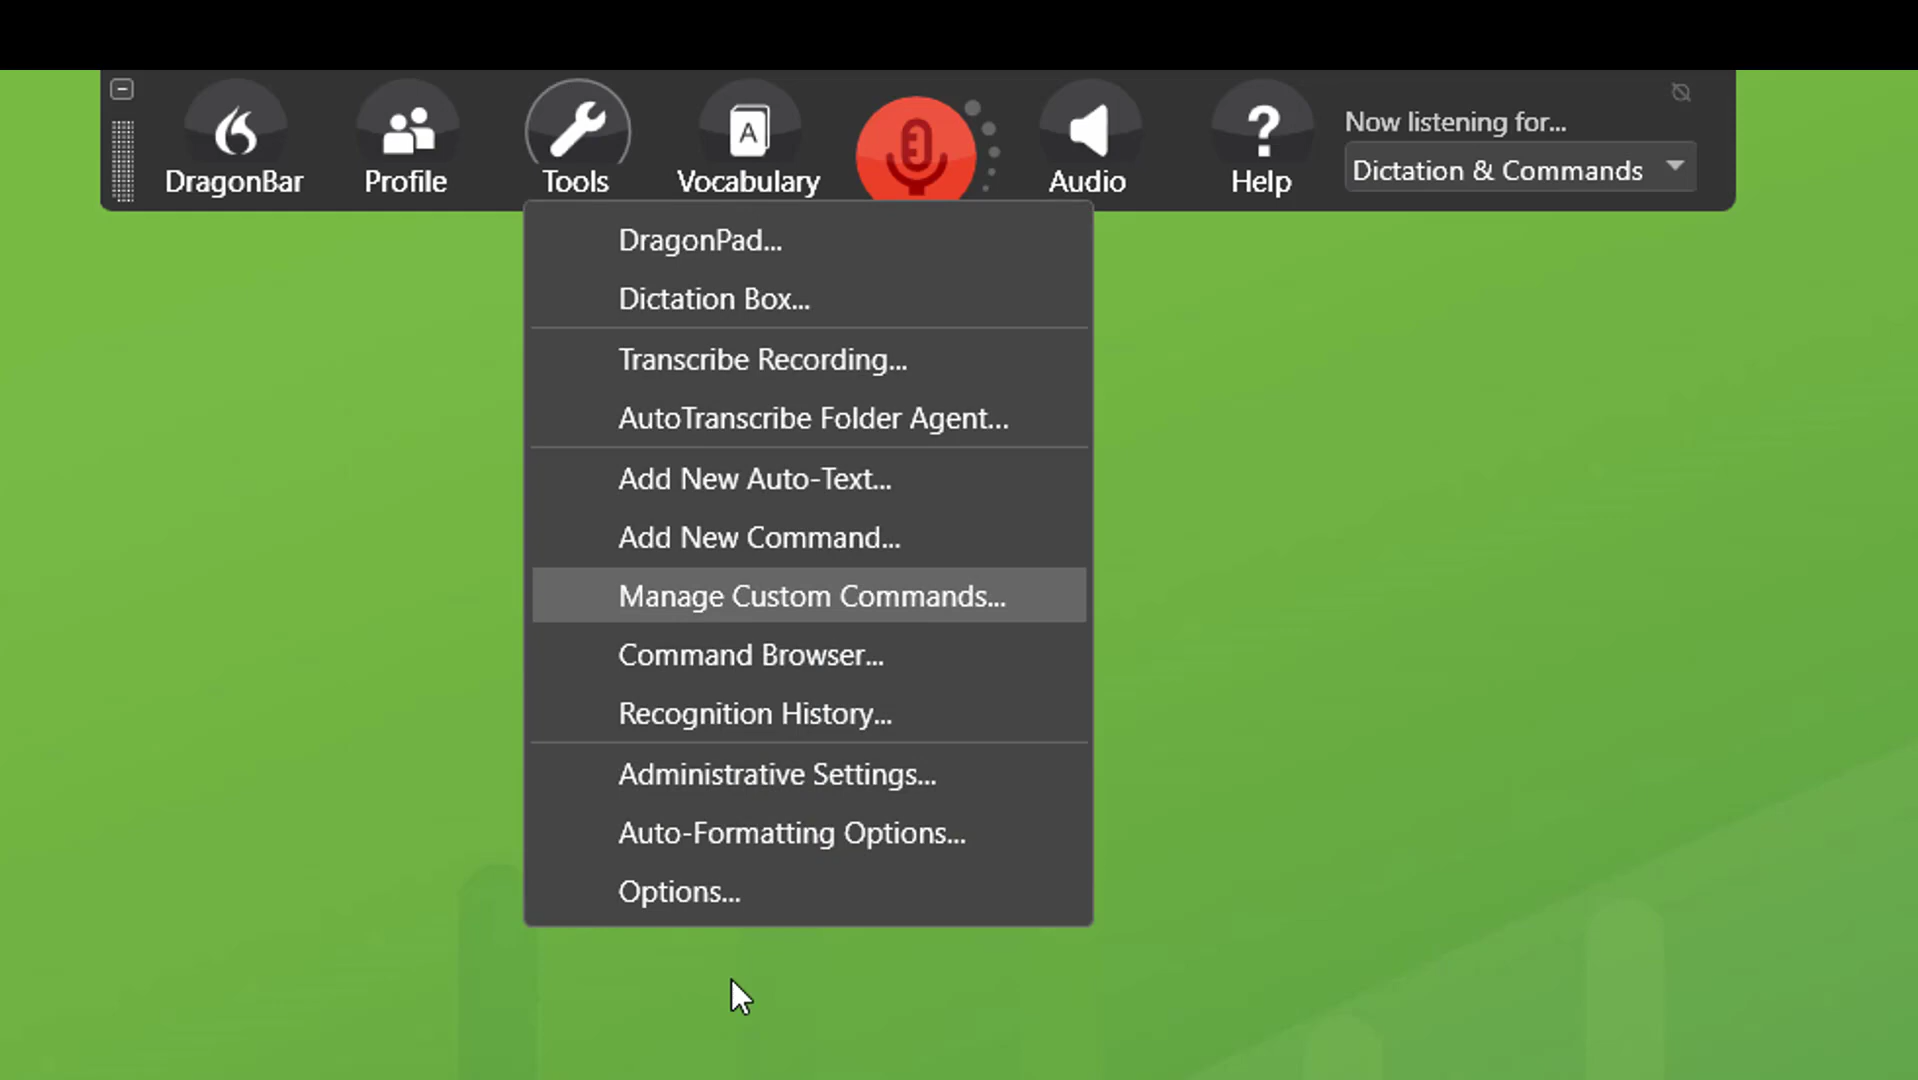 Now listening for...
DragonBar
Profile
Tools
Vocabulary
Audio
Help
Dictation & Commands
DragonPad...
Dictation Box...
Transcribe Recording...
AutoTranscribe Folder Agent...
Add New Auto-Text...
Add New Command...
Manage Custom Commands...
Command Browser...
Recognition History...
Administrative Settings...
Auto-Formatting Options...
Options...